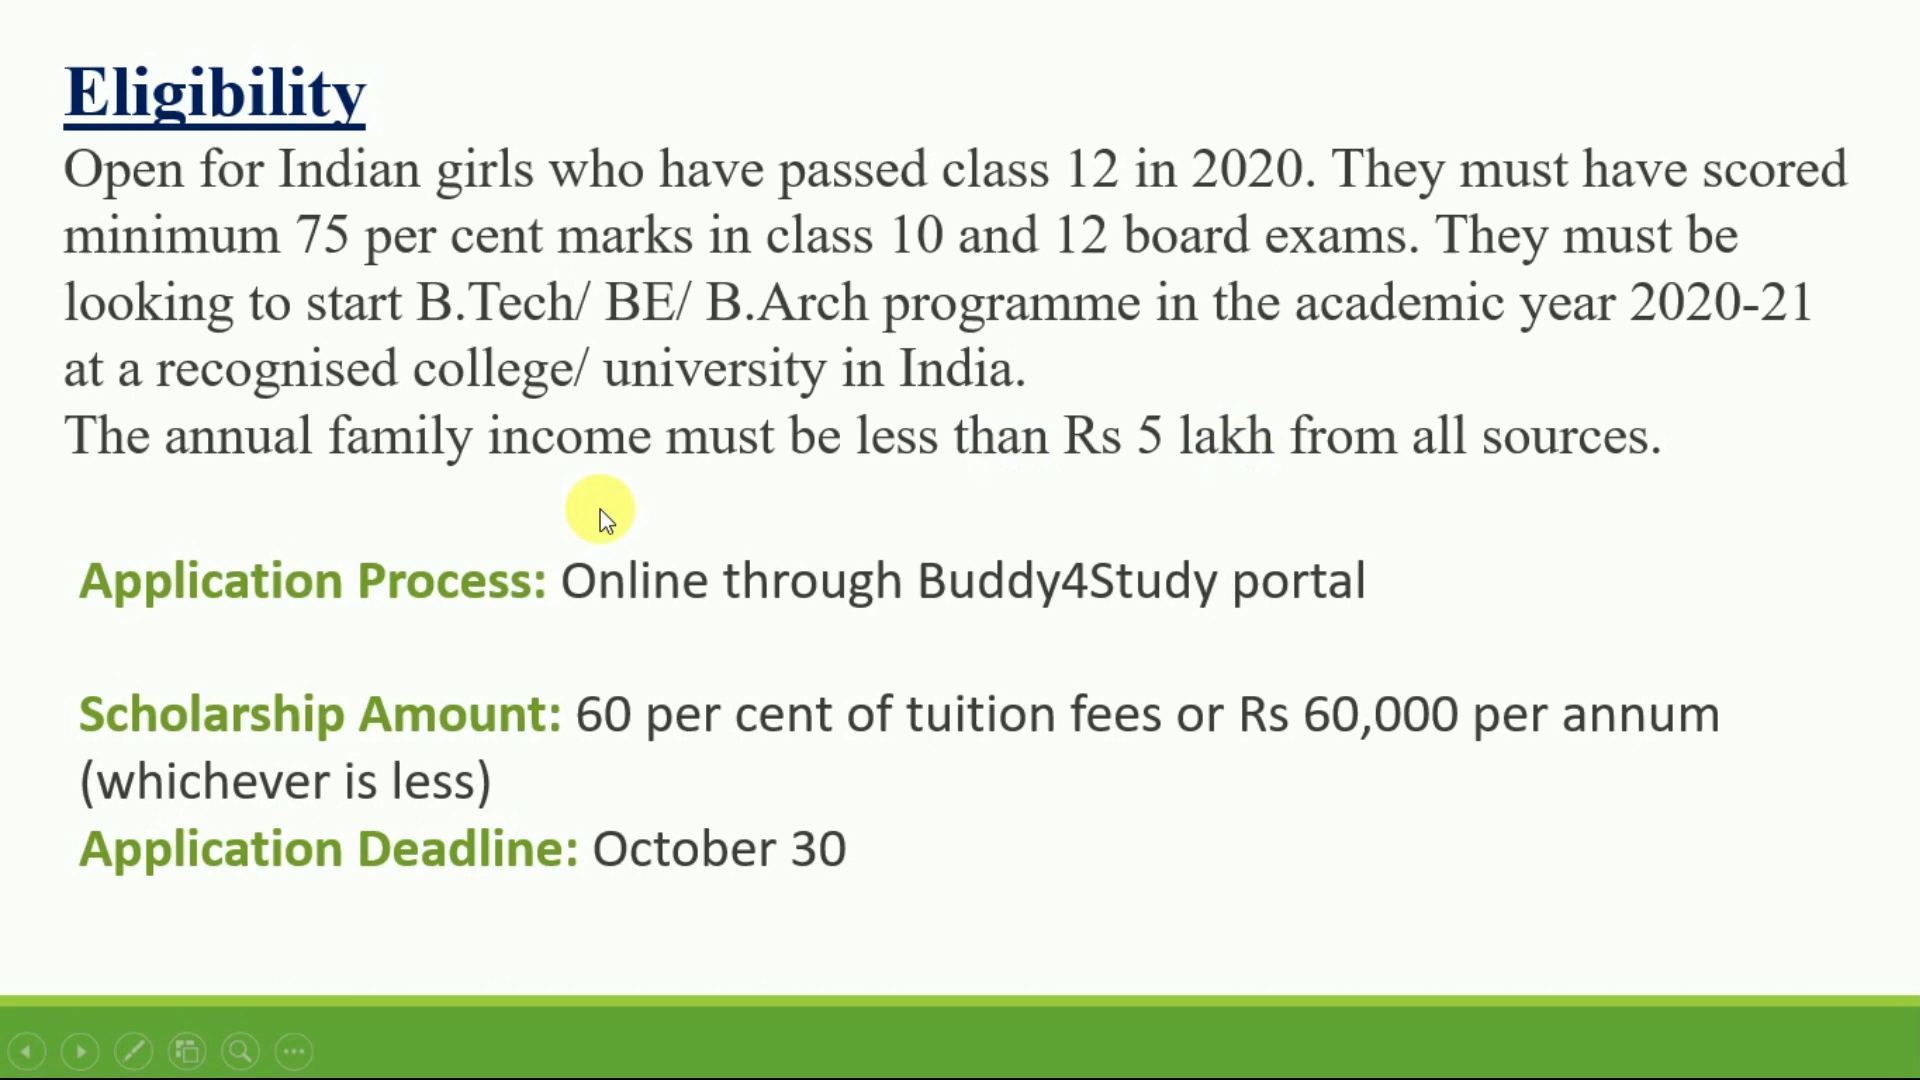 Eligibility
Open for Indian girls who have passed class 12 in 2020. They must have scored
minimum 75 per cent marks in class 10 and 12 board exams. They must be
looking to start B.Tech/ BE/ B.Arch programme in the academic year 2020-21
at a recognised college/ university in India.
The annual family income must be less than Rs 5 lakh from all sources.
Application Process: Online through Buddy4Study portal
Scholarship Amount: 60 per cent of tuition fees or Rs 60,000 per annum
(whichever is less)
Application Deadline: October 30